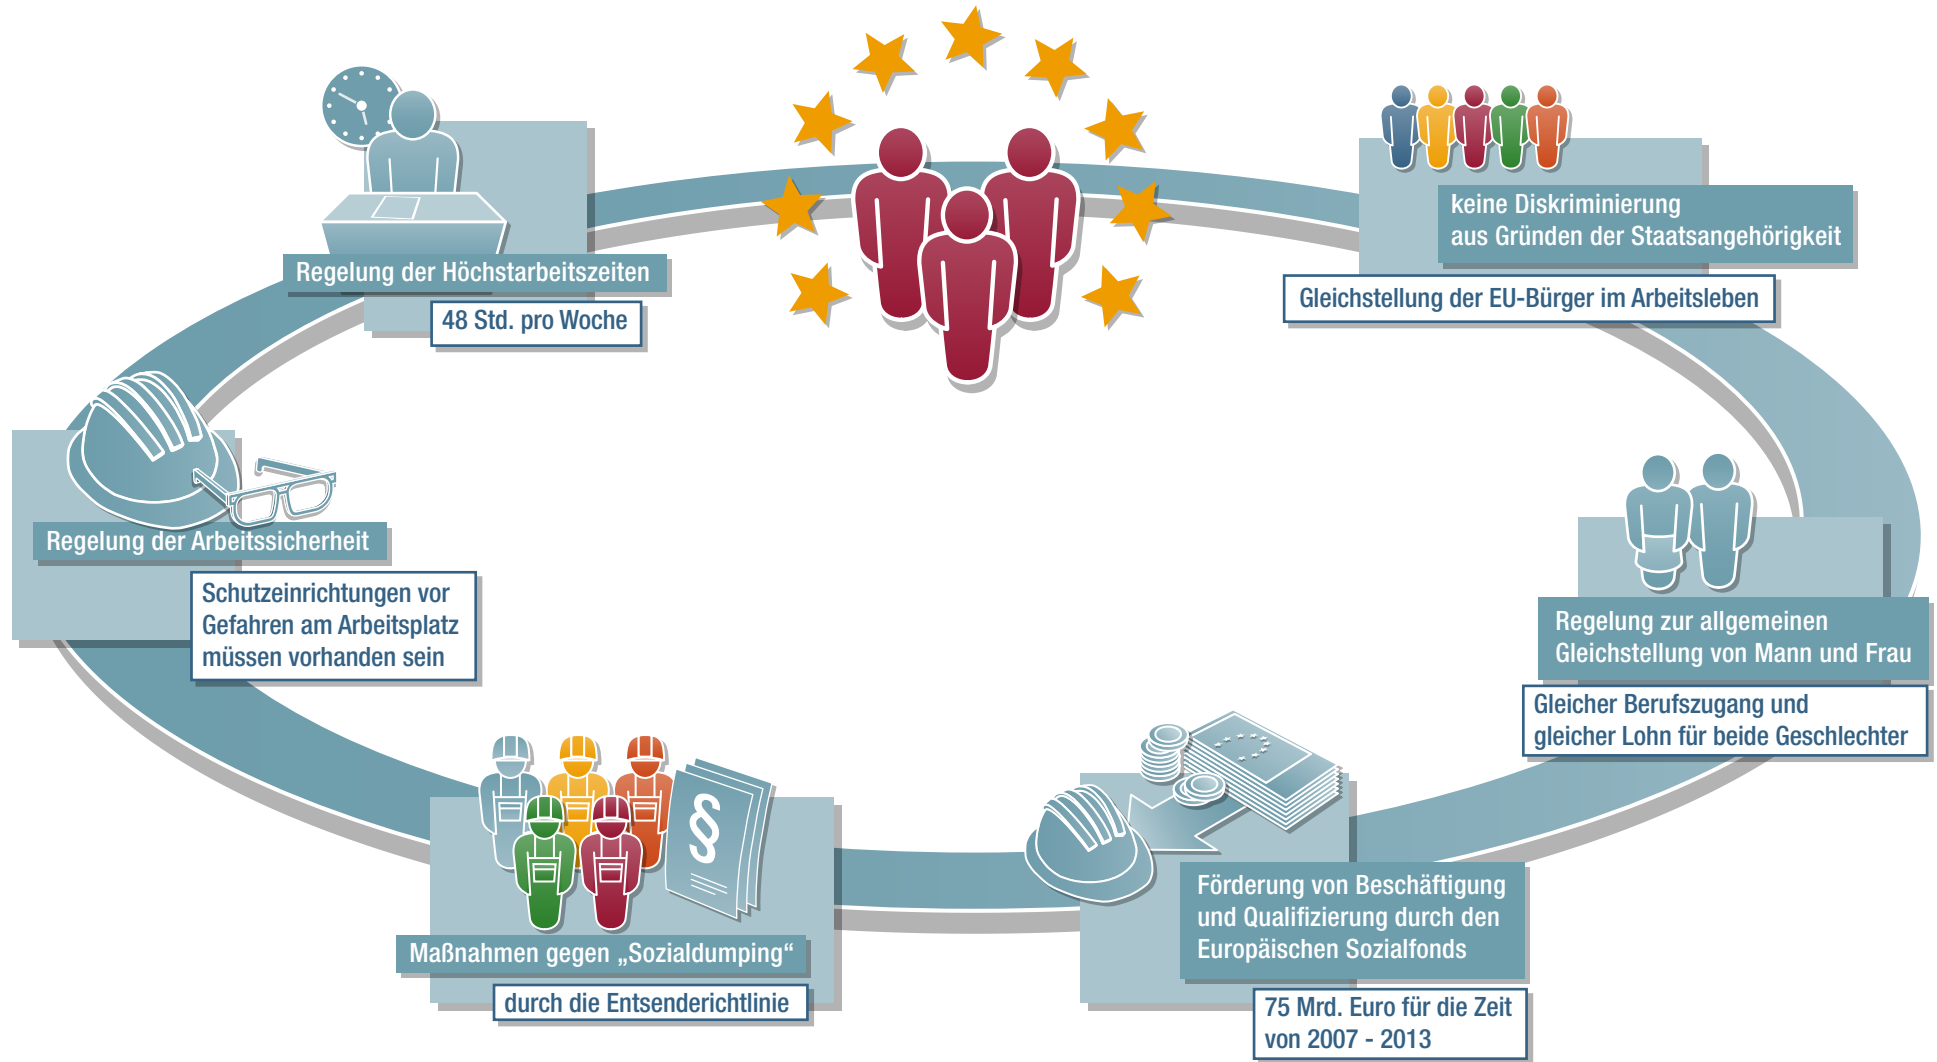 Regelung der Höchstarbeitszeiten
48 Std. pro Woche
keine Diskriminierung
aus Gründen der Staatsangehörigkeit
Gleichstellung der EU-Bürger im Arbeitsleben
Regelung der Arbeitssicherheit
Schutzeinrichtungen vor
Gefahren am Arbeitsplatz
müssen vorhanden sein
Regelung zur allgemeinen
Gleichstellung von Mann und Frau
Gleicher Berufszugang und
gleicher Lohn für beide Geschlechter
§
Maßnahmen gegen „Sozialdumping“
durch die Entsenderichtlinie
Förderung von Beschäftigung
und Qualifizierung durch den
Europäischen Sozialfonds
75 Mrd. Euro für die Zeit
von 2007 - 2013